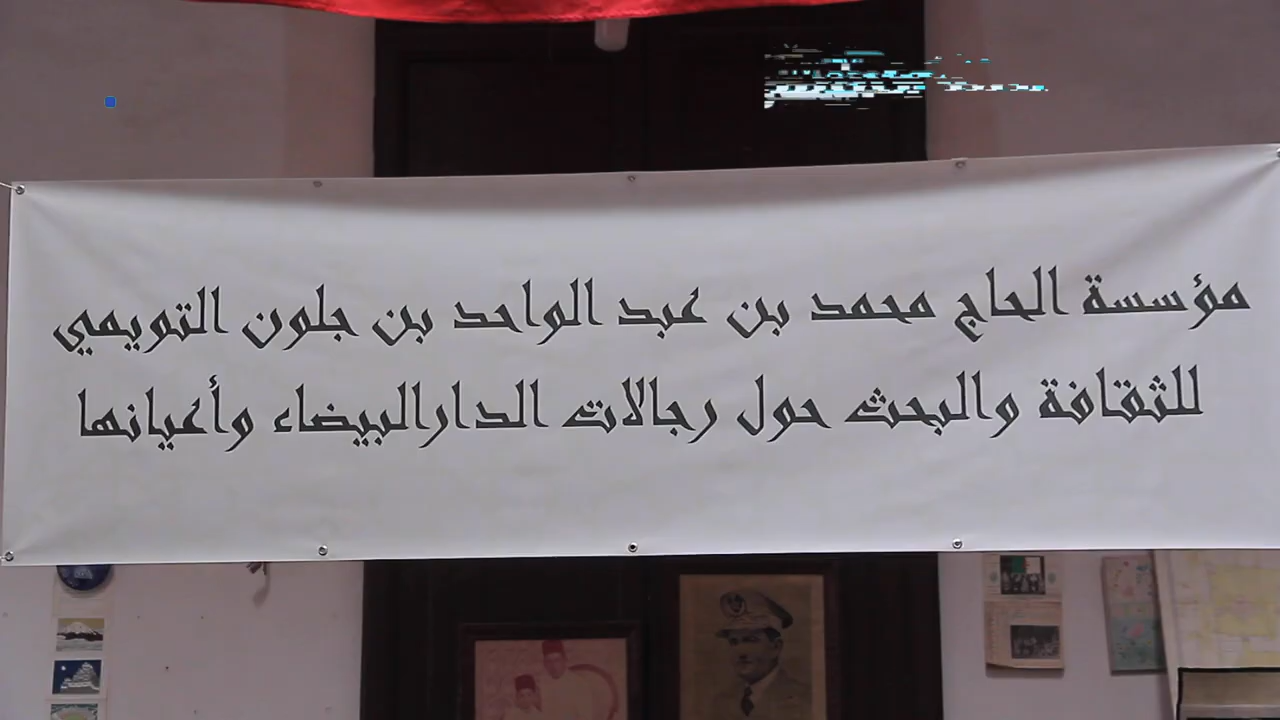 مؤسسة الحاج محمد بن عبد الواحد بن جلون التويمي
للثقافة والبحث حول رجالات الدارالبيضاء وأعيانها